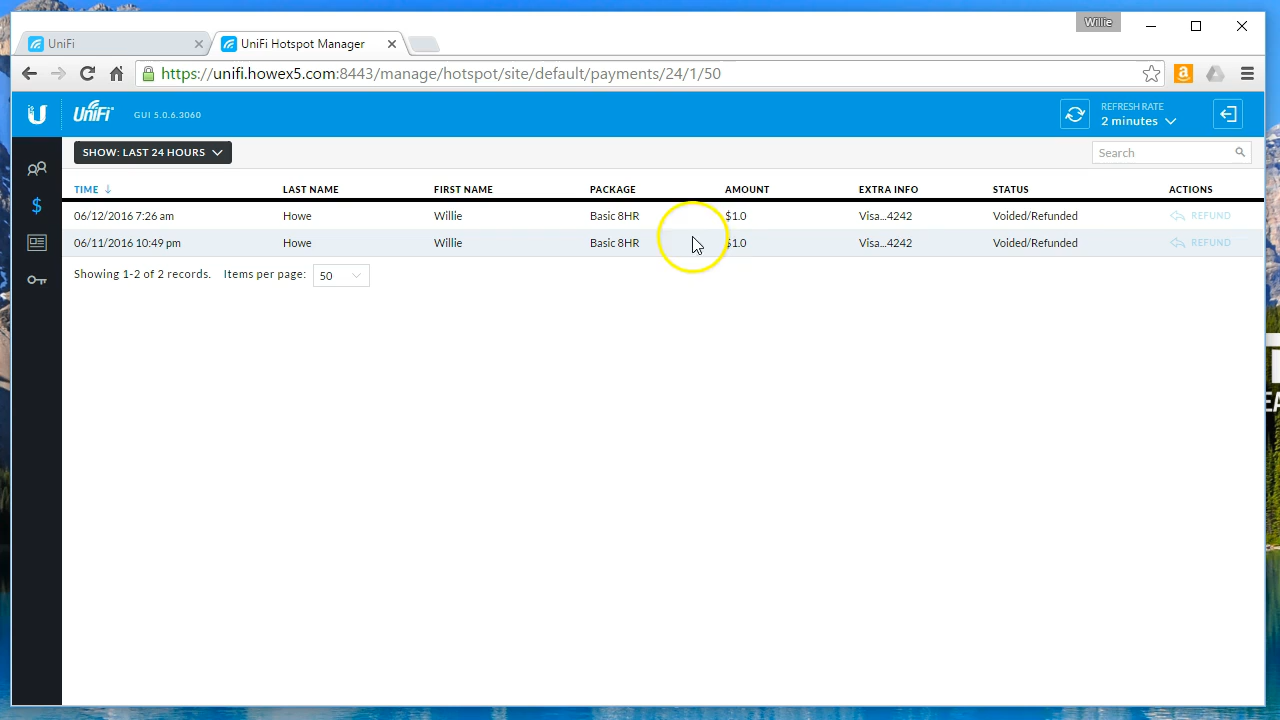 Willie
UniFi
UniFi Hotspot Manager
https://unifi.howex5.com:8443/manage/hotspot/site/default/payments/24/1/50
UniFi GUI 5.0.6.3060
REFRESH RATE
2 minutes
SHOW: LAST 24 HOURS
Search
TIME LAST NAME FIRST NAME PACKAGE AMOUNT EXTRA INFO STATUS ACTIONS
06/12/2016 7:26 am Howe Willie Basic 8HR $1.0 Visa...4242 Voided/Refunded REFUND
06/11/2016 10:49 pm Howe Willie Basic 8HR $1.0 Visa...4242 Voided/Refunded REFUND
Showing 1-2 of 2 records. Items per page: 50